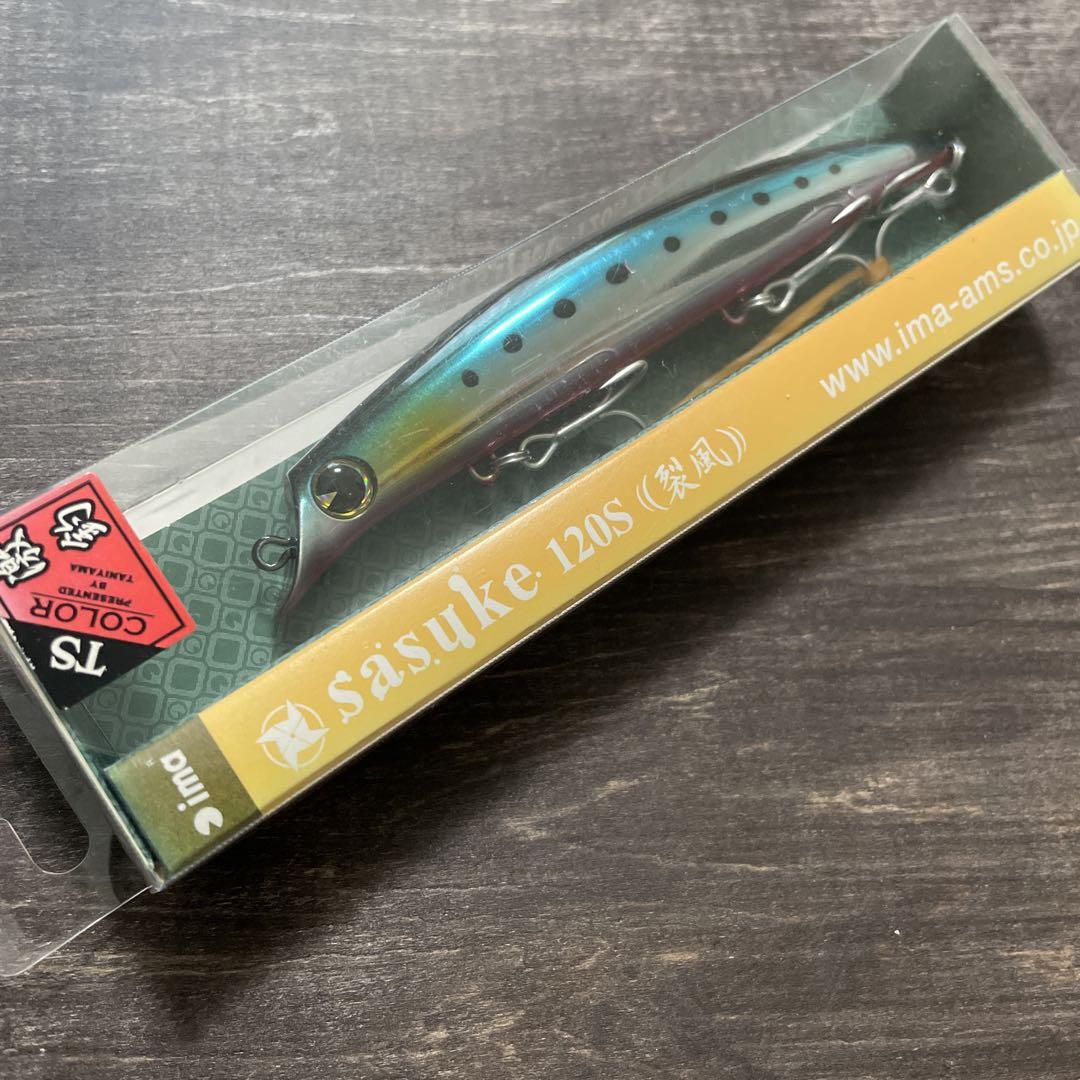 TS
COLOR
PRESENTED
BY
TANIYAMA
ima
sasuke 120S ((裂風))
www.ima-ams.co.jp